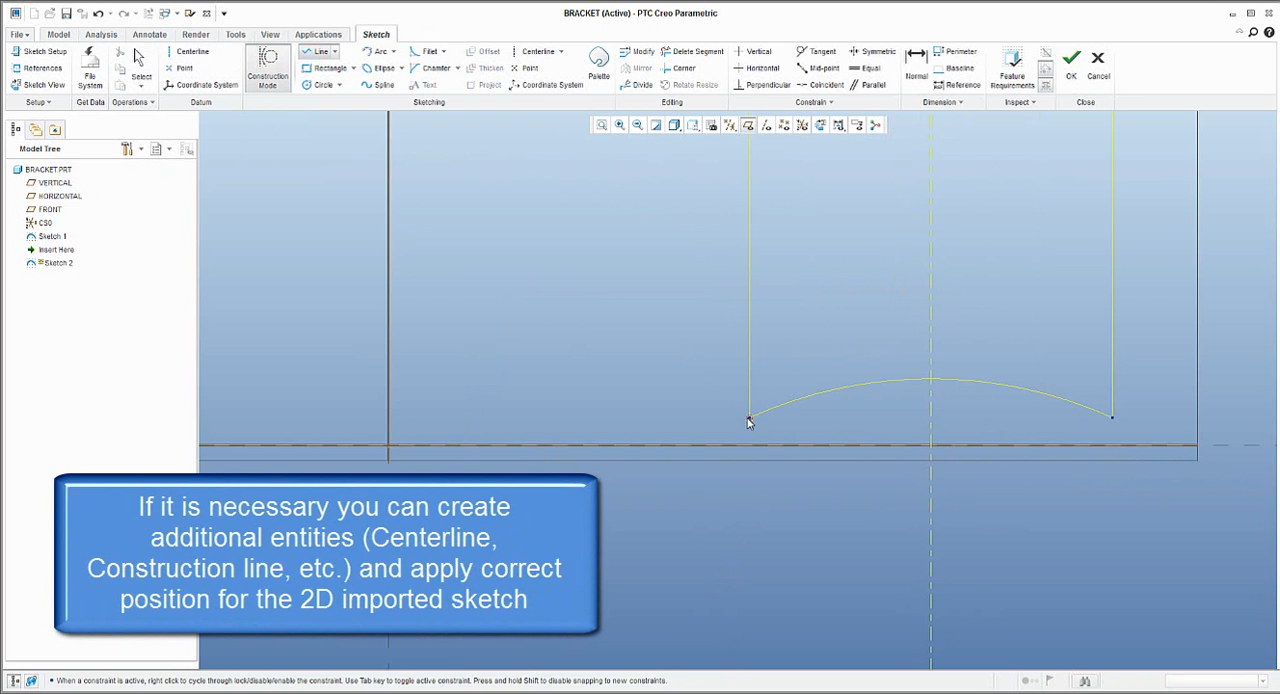 BRACKET (Active) - PTC Creo Parametric
File Model Analysis Annotate Render Tools View Applications Sketch
Sketch Setup Centerline Line Arc Fillet Offset Centerline Modify Delete Segment Vertical Tangent Symmetric Perimeter
References Point Rectangle Ellipse Chamfer Thicken Point Mirror Corner Horizontal Mid-point Equal Baseline
Sketch View File System Select Coordinate System Construction Mode Circle Spline Text Project Coordinate System Palette Divide Rotate Resize Perpendicular Coincident Parallel Normal Reference Feature Requirements OK Cancel
Setup Get Data Operations Datum Sketching Editing Constrain Dimension Inspect Close
Model Tree
BRACKET.PRT
VERTICAL
HORIZONTAL
FRONT
CS0
Sketch 1
Insert Here
Sketch 2
If it is necessary you can create
additional entities (Centerline,
Construction line, etc.) and apply correct
position for the 2D imported sketch
• When a constraint is active, right click to cycle through lock/disable/enable the constraint. Use Tab key to toggle active constraint. Press and hold Shift to disable snapping to new constraints.